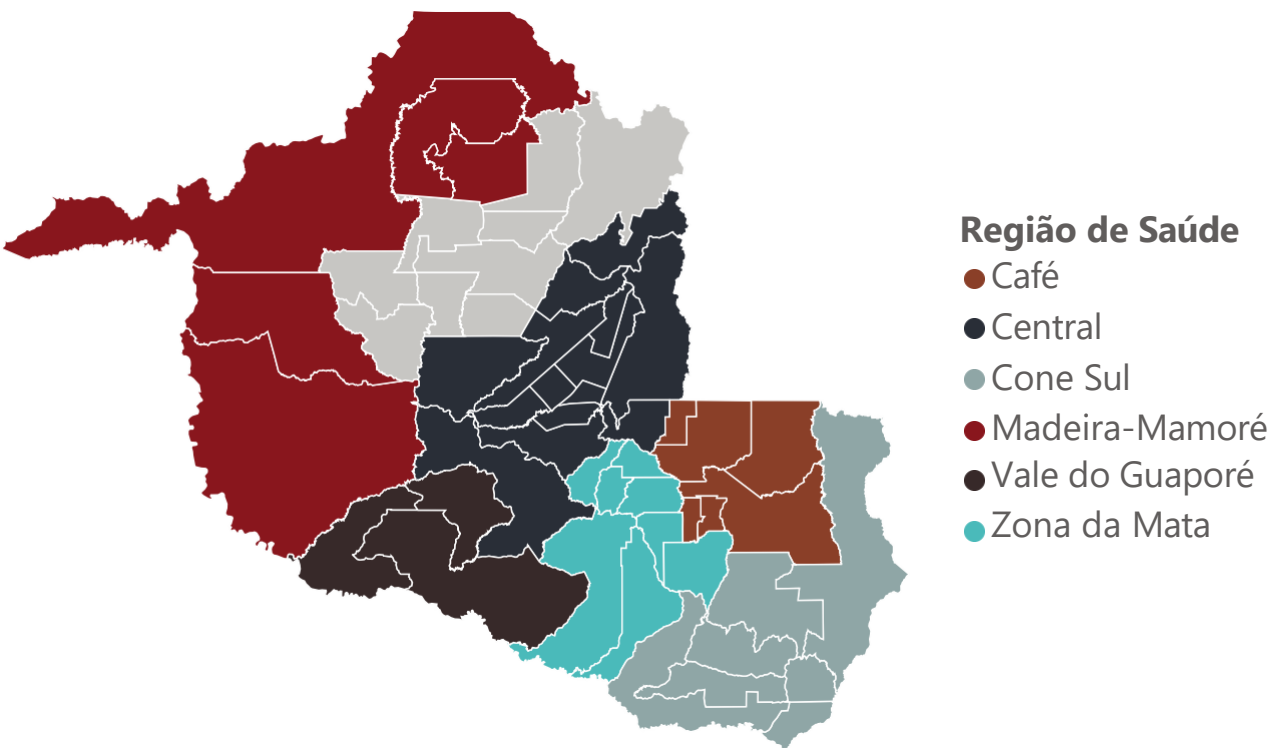 Região de Saúde
Café
Central
Cone Sul
Madeira-Mamoré
Vale do Guaporé
Zona da Mata